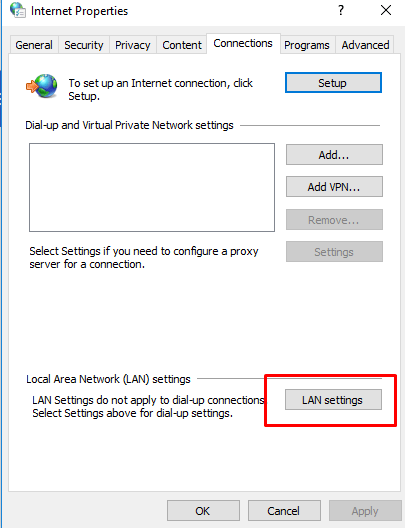 Internet Properties
?
General
Security
Privacy
Content
Connections
Programs
Advanced
To set up an Internet connection, click
Setup.
Setup
Dial-up and Virtual Private Network settings
Add...
Add VPN...
Remove...
Select Settings if you need to configure a proxy
server for a connection.
Settings
Local Area Network (LAN) settings
LAN Settings do not apply to dial-up connections
Select Settings above for dial-up settings.
LAN settings
OK
Cancel
Apply